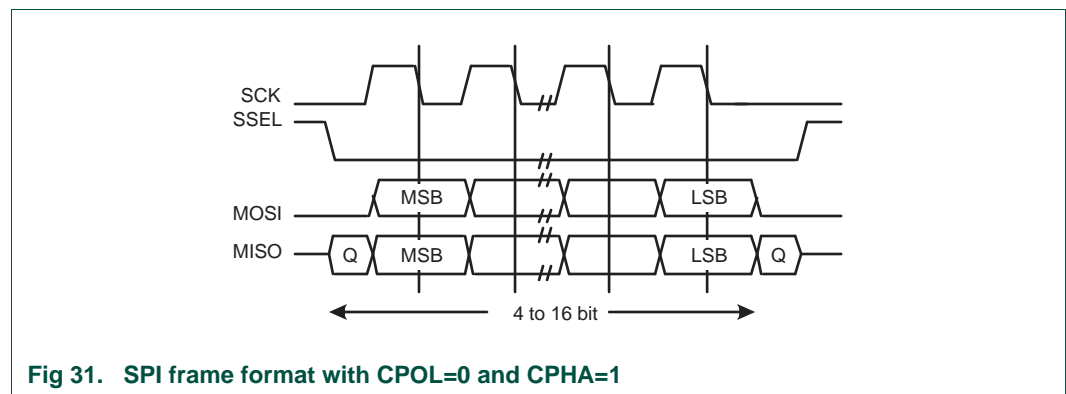 SCK
SSEL
MOSI
MSB
LSB
MISO
Q
MSB
LSB
Q
4 to 16 bit
Fig 31. SPI frame format with CPOL=0 and CPHA=1